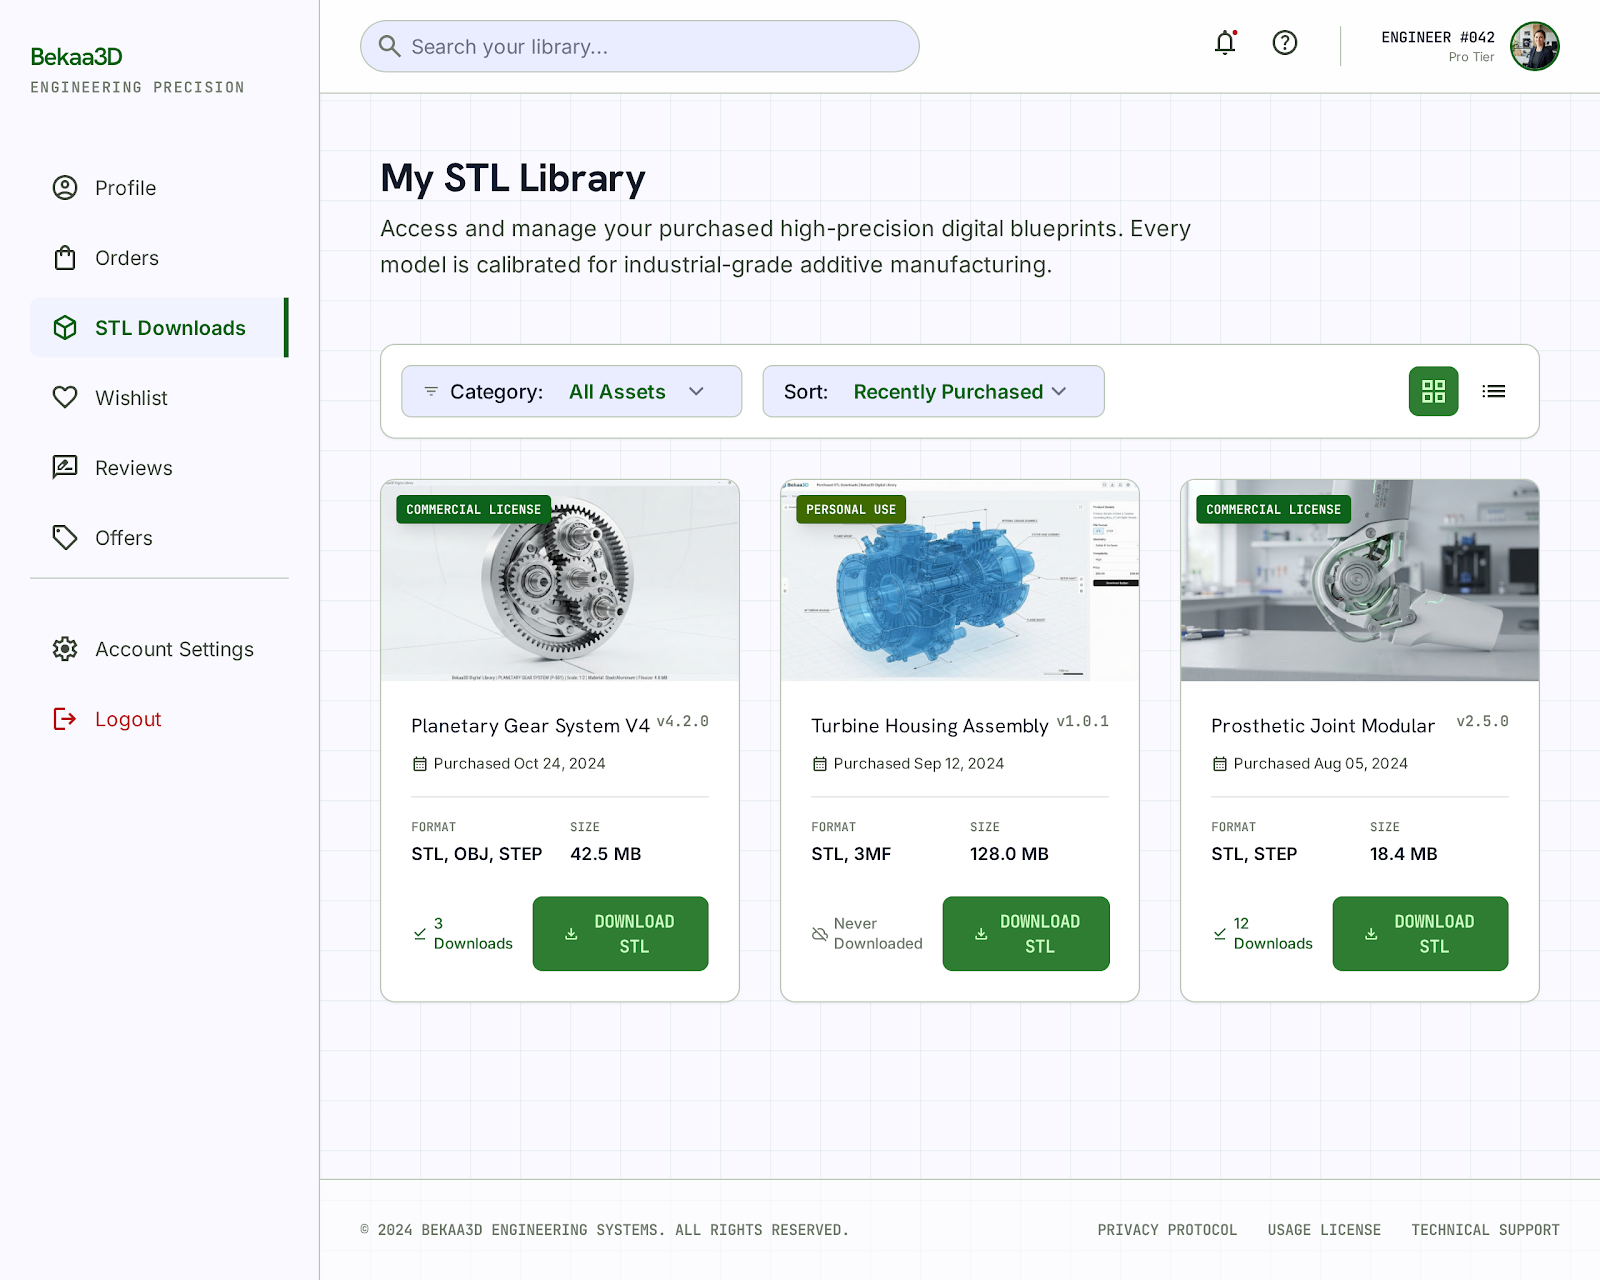 Bekaa3D
ENGINEERING PRECISION
Profile
Orders
STL Downloads
Wishlist
Reviews
Offers
Account Settings
Logout
Search your library...
ENGINEER #042
Pro Tier
My STL Library
Access and manage your purchased high-precision digital blueprints. Every
model is calibrated for industrial-grade additive manufacturing.
Category: All Assets
Sort: Recently Purchased
COMMERCIAL LICENSE
Planetary Gear System V4 v4.2.0
Purchased Oct 24, 2024
FORMAT SIZE
STL, OBJ, STEP 42.5 MB
3
Downloads
DOWNLOAD
STL
Bekaa3D
PERSONAL USE
Turbine Housing Assembly v1.0.1
Purchased Sep 12, 2024
FORMAT SIZE
STL, 3MF 128.0 MB
Never
Downloaded
DOWNLOAD
STL
COMMERCIAL LICENSE
Prosthetic Joint Modular v2.5.0
Purchased Aug 05, 2024
FORMAT SIZE
STL, STEP 18.4 MB
12
Downloads
DOWNLOAD
STL
© 2024 BEKAA3D ENGINEERING SYSTEMS. ALL RIGHTS RESERVED.
PRIVACY PROTOCOL USAGE LICENSE TECHNICAL SUPPORT